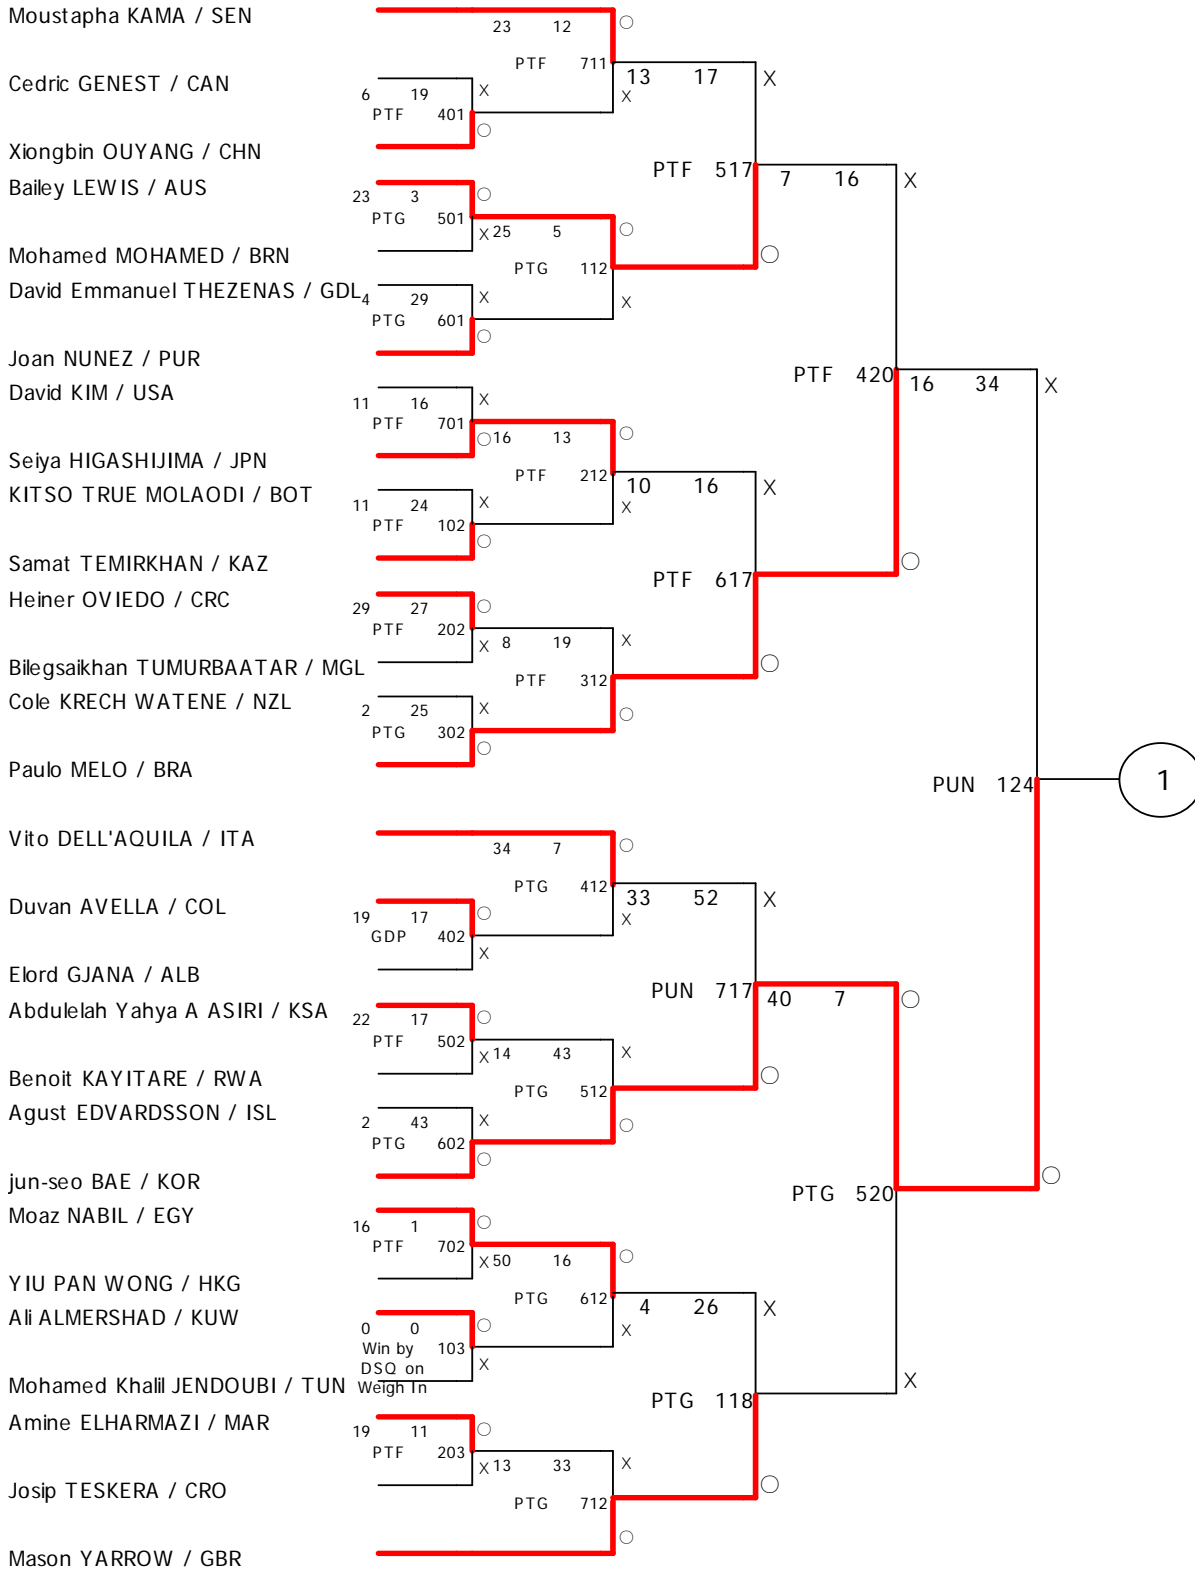 Moustapha KAMA / SEN
23 12
PTF 711
13 17 X
Cedric GENEST / CAN
6 19 X X
PTF 401
Xiongbin OUYANG / CHN
PTF 517
7 16 X
Bailey LEWIS / AUS
23 3
PTG 501
X 25 5
Mohamed MOHAMED / BRN
PTG 112
David Emmanuel THEZENAS / GDL
4 29 X X
PTG 601
Joan NUNEZ / PUR
PTF 420
16 34 X
David KIM / USA
11 16 X
PTF 701
16 13
Seiya HIGASHIJIMA / JPN
PTF 212
10 16 X
KITSO TRUE MOLAODI / BOT
11 24 X X
PTF 102
Samat TEMIRKHAN / KAZ
PTF 617
Heiner OVIEDO / CRC
29 27
PTF 202
X 8 19 X
Bilegsaikhan TUMURBAATAR / MGL
PTF 312
Cole KRECH WATENE / NZL
2 25 X
PTG 302
Paulo MELO / BRA
PUN 124
1
Vito DELL'AQUILA / ITA
34 7
PTG 412
33 52 X
Duvan AVELLA / COL
19 17 X
GDP 402
X
Elord GJANA / ALB
PUN 717
40 7
Abdulelah Yahya A ASIRI / KSA
22 17
PTF 502
X 14 43 X
Benoit KAYITARE / RWA
PTG 512
Agust EDVARDSSON / ISL
2 43 X
PTG 602
jun-seo BAE / KOR
PTG 520
Moaz NABIL / EGY
16 1
PTF 702
X 50 16
YIU PAN WONG / HKG
PTG 612
4 26 X
Ali ALMERSHAD / KUW
0 0 X
Win by 103
DSQ on X
Weigh In
Mohamed Khalil JENDOUBI / TUN
X
PTG 118
Amine ELHARMAZI / MAR
19 11
PTF 203
X 13 33 X
Josip TESKERA / CRO
PTG 712
Mason YARROW / GBR